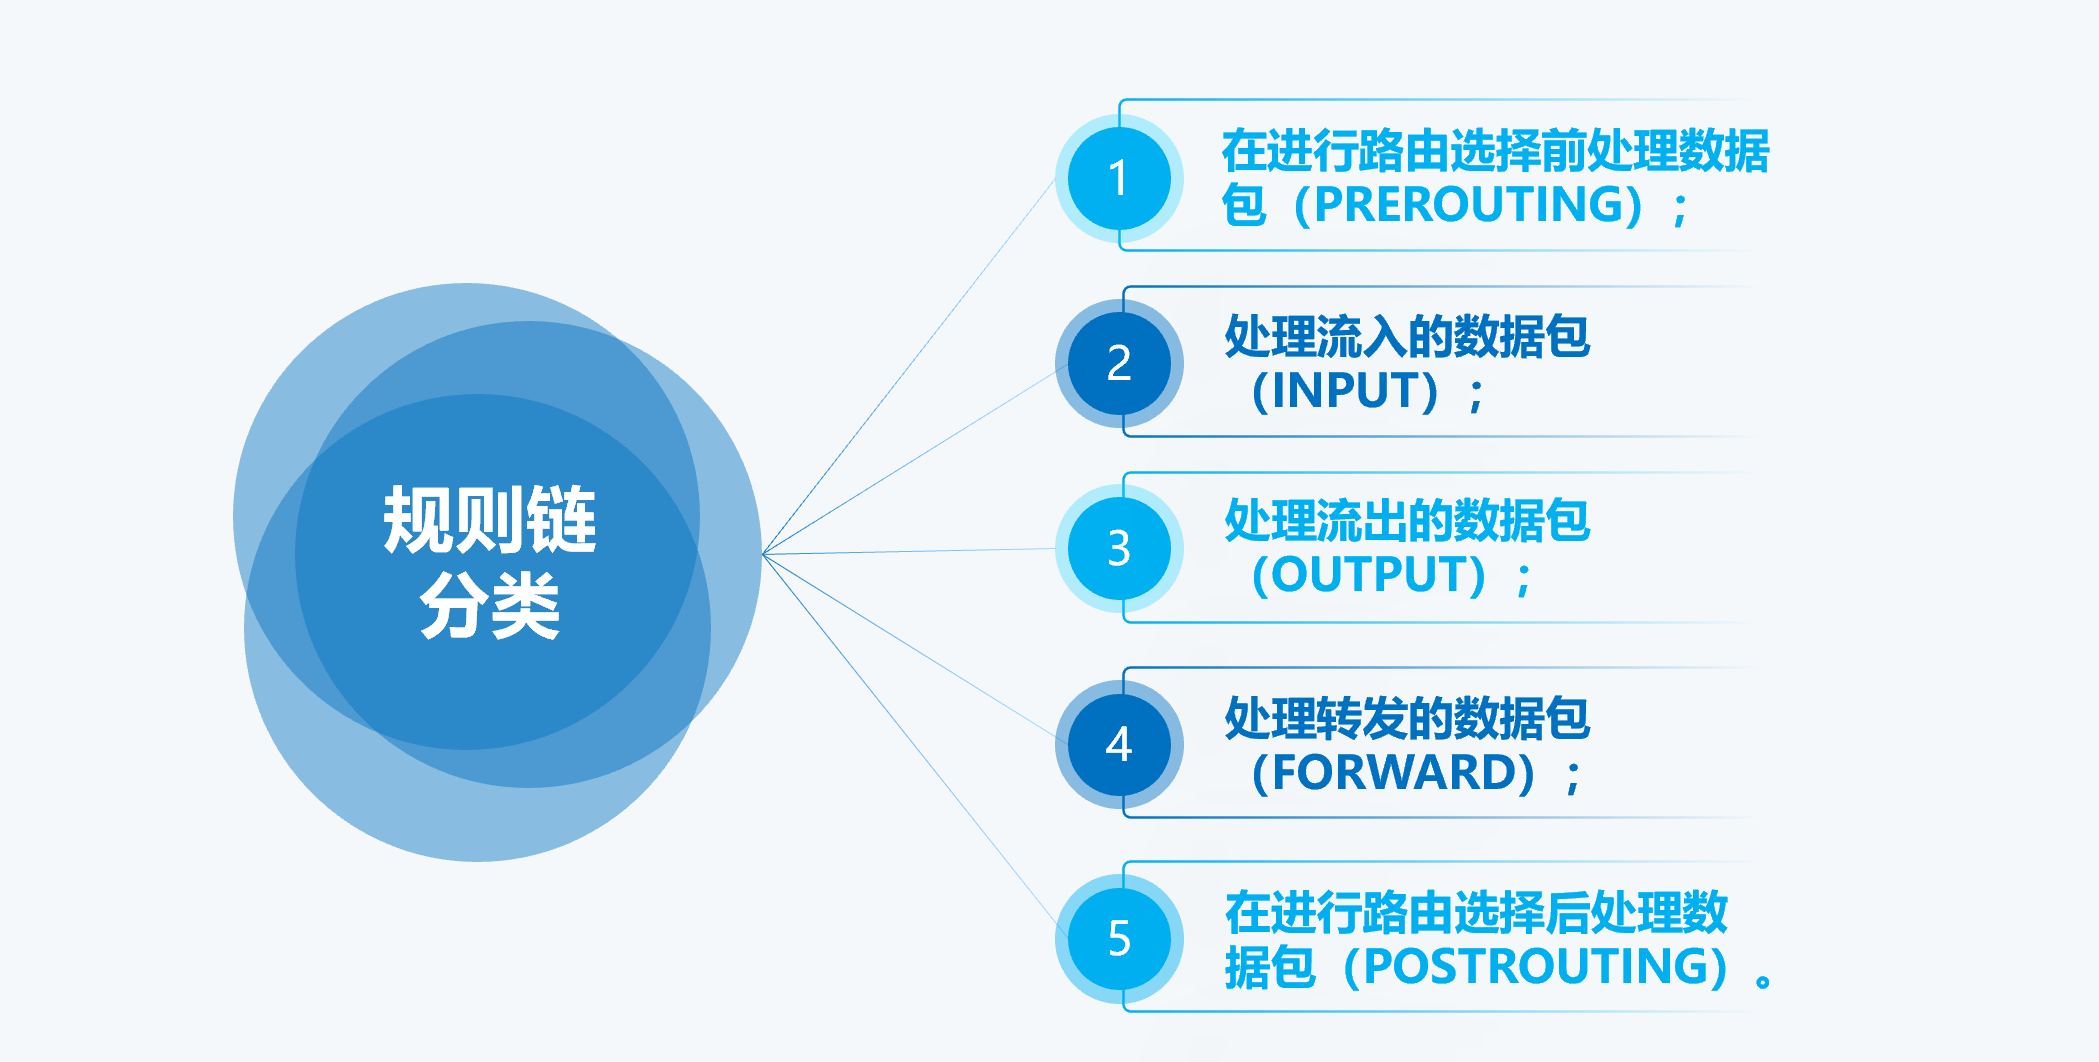 规则链
分类
1
在进行路由选择前处理数据
包（PREROUTING）；
2
处理流入的数据包
（INPUT）；
3
处理流出的数据包
（OUTPUT）；
4
处理转发的数据包
（FORWARD）；
5
在进行路由选择后处理数
据包（POSTROUTING）。